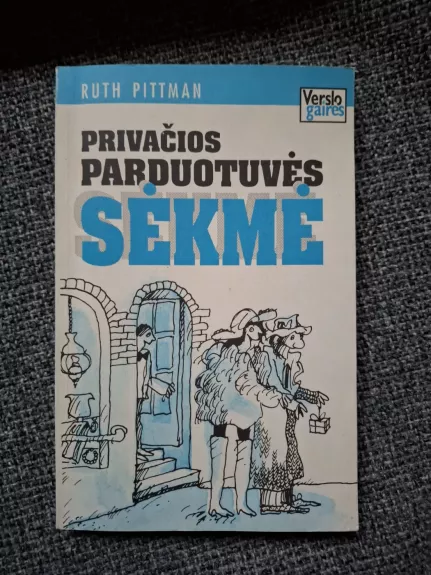 RUTH PITTMAN
Verslo
gairės
PRIVAČIOS
PARDUOTUVĖS
SĖKMĖ